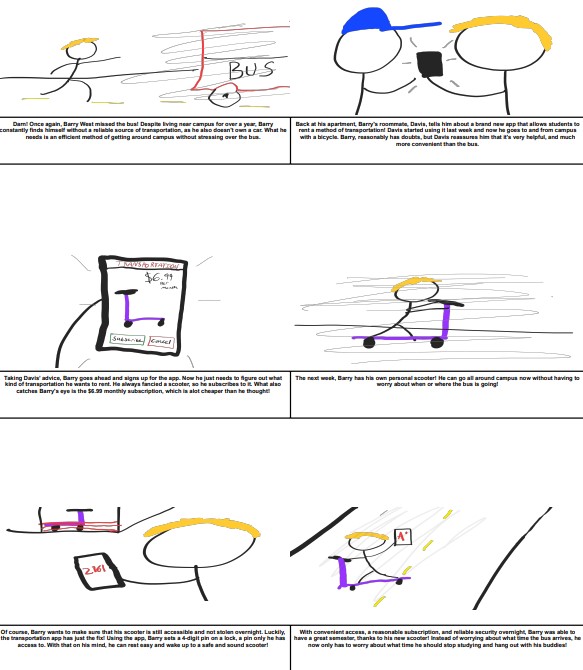 BUS
Dam! Once again, Barry West missed the bus! Despite living near campus for over a year, Barry
constantly finds himself without a reliable source of transportation, as he also doesn't own a car. What he
needs is an efficient method of getting around campus without stressing over the bus.
Back at his apartment, Barry's roommate, Davis, tells him about a brand new app that allows students to
rent a method of transportation! Davis started using it last week and now he goes to and from campus
with a bicycle. Barry, reasonably has doubts, but Davis reassures him that it's very helpful, and much
more convenient than the bus.
TRANSPORTATION
$6.99
per
month
Subscribe Cancel
Taking Davis' advice, Barry goes ahead and signs up for the app. Now he just needs to figure out what
kind of transportation he wants to rent. He always fancied a scooter, so he subscribes to it. What also
catches Barry's eye is the $6.99 monthly subscription, which is alot cheaper than he thought!
The next week, Barry has his own personal scooter! He can go all around campus now without having to
worry about when or where the bus is going!
Of course, Barry wants to make sure that his scooter is still accessible and not stolen overnight. Luckily,
the transportation app has just the fix! Using the app, Barry sets a 4-digit pin on a lock, a pin only he has
access to. With that on his mind, he can rest easy and wake up to a safe and sound scooter!
A+
With convenient access, a reasonable subscription, and reliable security overnight, Barry was able to
have a great semester, thanks to his new scooter! Instead of worrying about what time the bus arrives, he
now only has to worry about what time he should stop studying and hang out with his buddies!